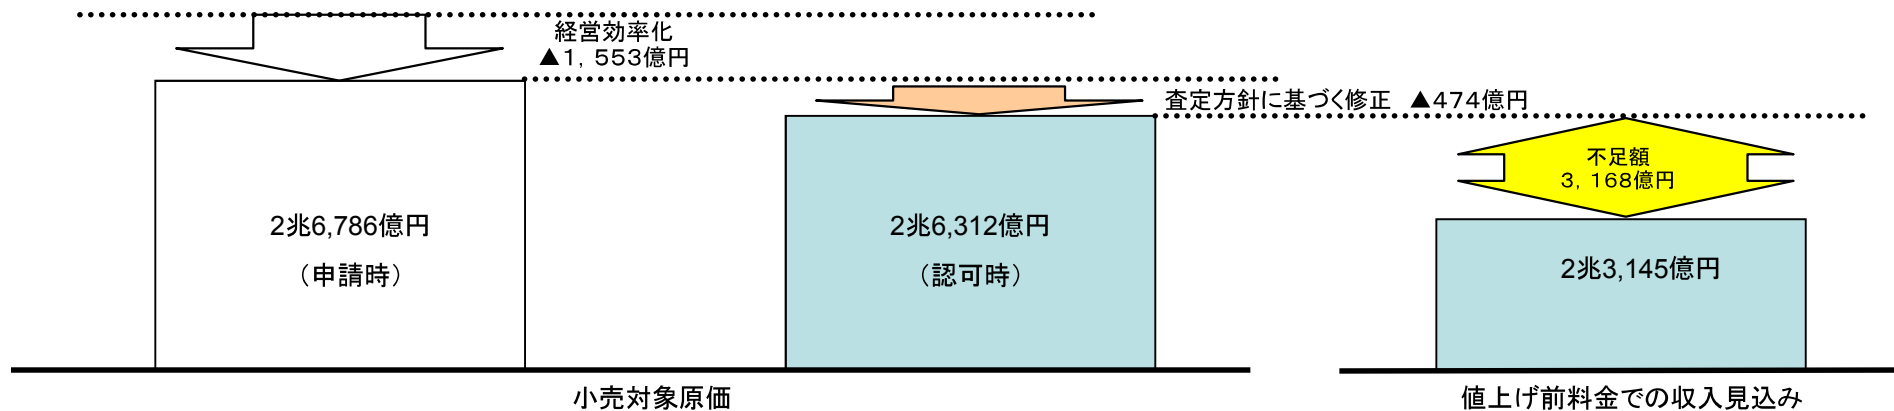 経営効率化
▲１，５５３億円
査定方針に基づく修正　▲４７４億円
不足額
３，１６８億円
2兆6,786億円
（申請時）
2兆6,312億円
（認可時）
2兆3,145億円
小売対象原価
値上げ前料金での収入見込み